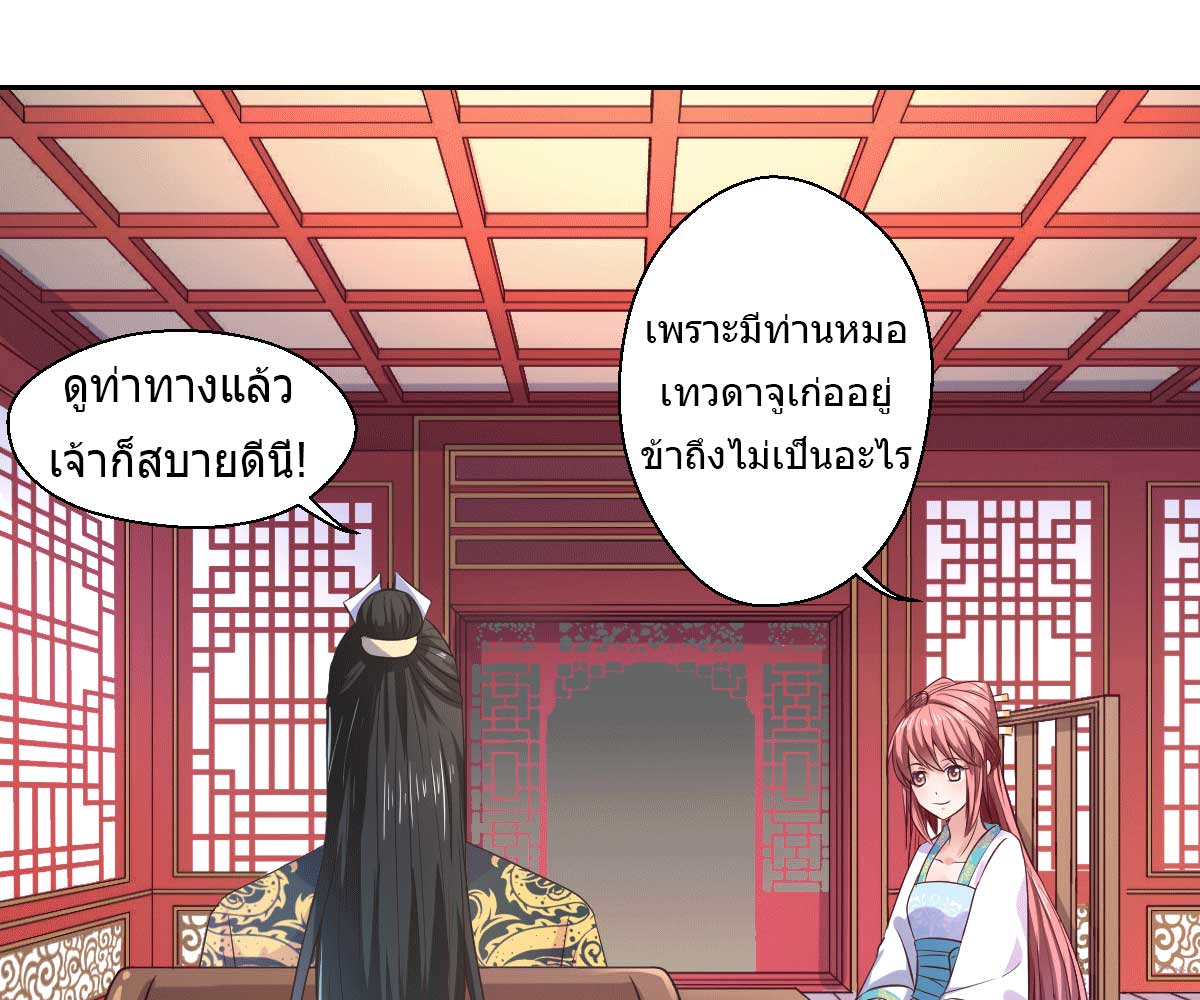 ดูท่าทางแล้ว
เจ้าก็สบายดีนี่!
เพราะมีท่านหมอ
เทวดาจูเก่ออยู่
ข้าถึงไม่เป็นอะไร